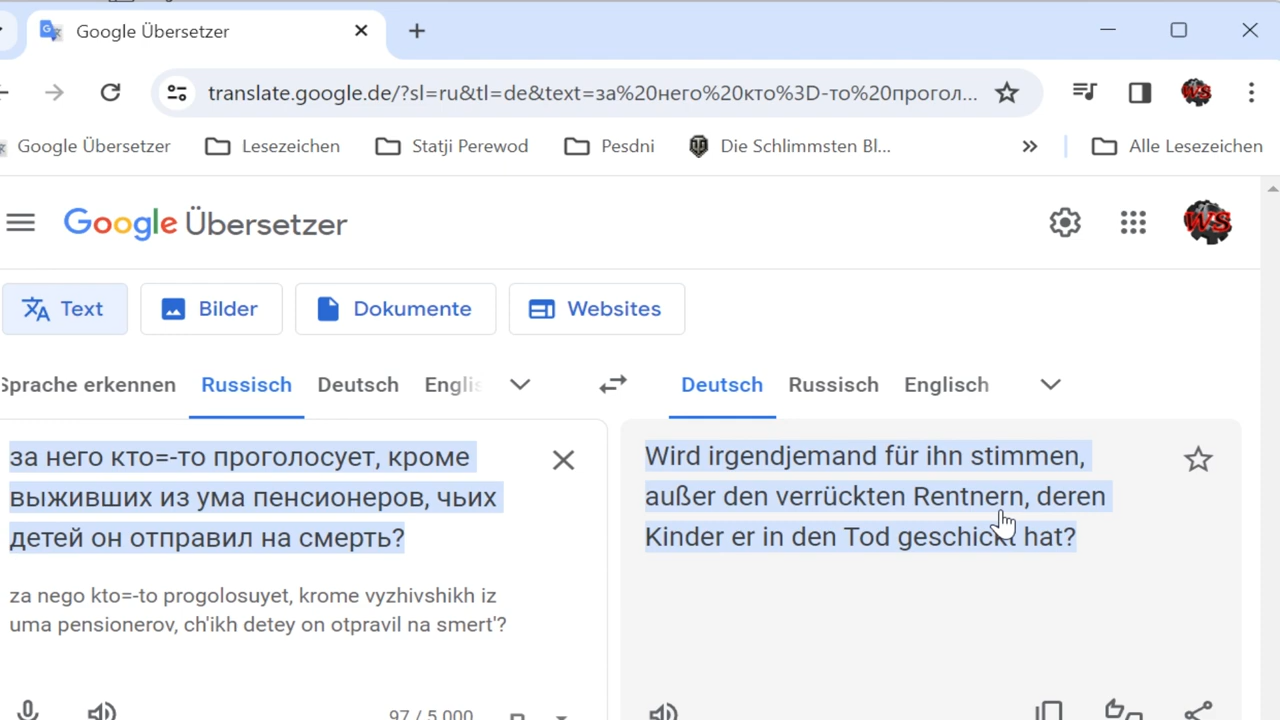 Google Übersetzer
translate.google.de/?sl=ru&tl=de&text=за%20него%20кто%3D-то%20прогол...
Google Übersetzer Lesezeichen Statji Perewod Pesdni Die Schlimmsten Bl... » Alle Lesezeichen
Google Übersetzer
WS
Text Bilder Dokumente Websites
Sprache erkennen Russisch Deutsch Englis
Deutsch Russisch Englisch
за него кто=-то проголосует, кроме
выживших из ума пенсионеров, чьих
детей он отправил на смерть?
za nego kto=-to progolosuyet, krome vyzhivshikh iz
uma pensionerov, ch'ikh detey on otpravil na smert'?
97 / 5.000
Wird irgendjemand für ihn stimmen,
außer den verrückten Rentnern, deren
Kinder er in den Tod geschickt hat?